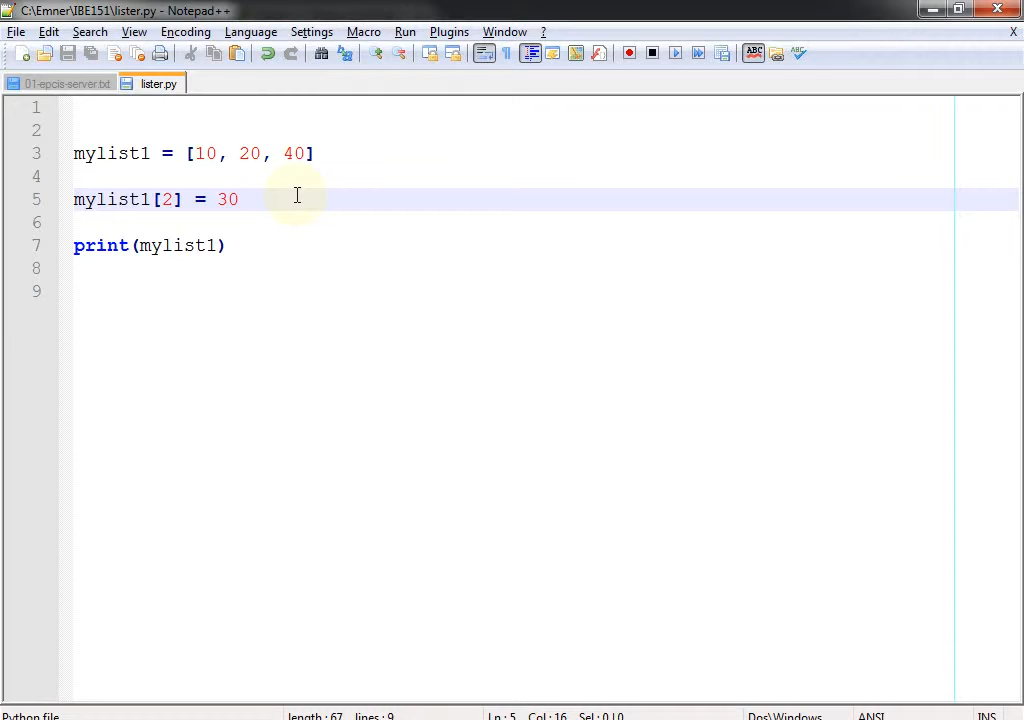 C:\Emner\IBE151\lister.py - Notepad++
File Edit Search View Encoding Language Settings Macro Run Plugins Window ? X
01-epcis-server.txt lister.py
1
2
3 mylist1 = [10, 20, 40]
4
5 mylist1[2] = 30
6
7 print(mylist1)
8
9
Python file length : 67 lines : 9 Ln : 5 Col : 16 Sel : 0 | 0 Dos\Windows ANSI INS